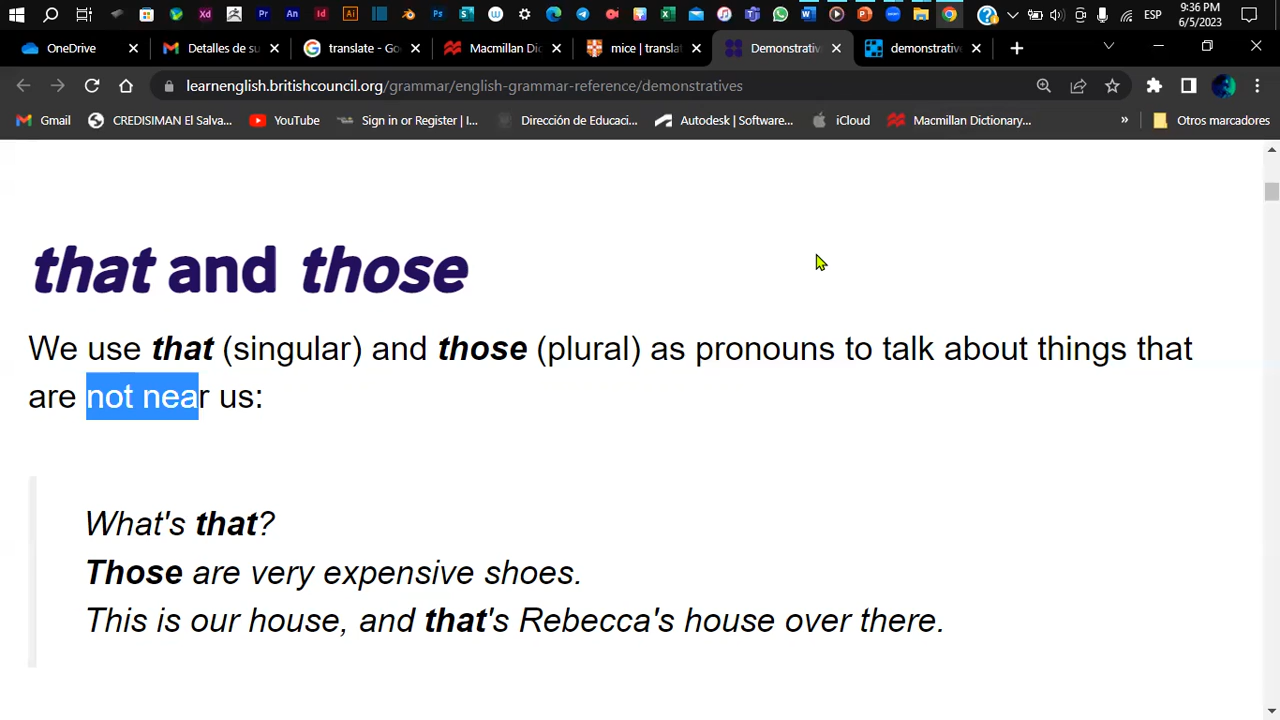 9:38 PM
ESP
6/5/2023
OneDrive
Detalles de su
translate - Goo
Macmillan Dic
mice | translat
Demonstrativ
demonstrative
learnenglish.britishcouncil.org/grammar/english-grammar-reference/demonstratives
Gmail
CREDISIMAN El Salva...
YouTube
Sign in or Register | I...
Dirección de Educaci...
Autodesk | Software...
iCloud
Macmillan Dictionary...
»
Otros marcadores
that and those
We use that (singular) and those (plural) as pronouns to talk about things that
are not near us:
What's that?
Those are very expensive shoes.
This is our house, and that's Rebecca's house over there.